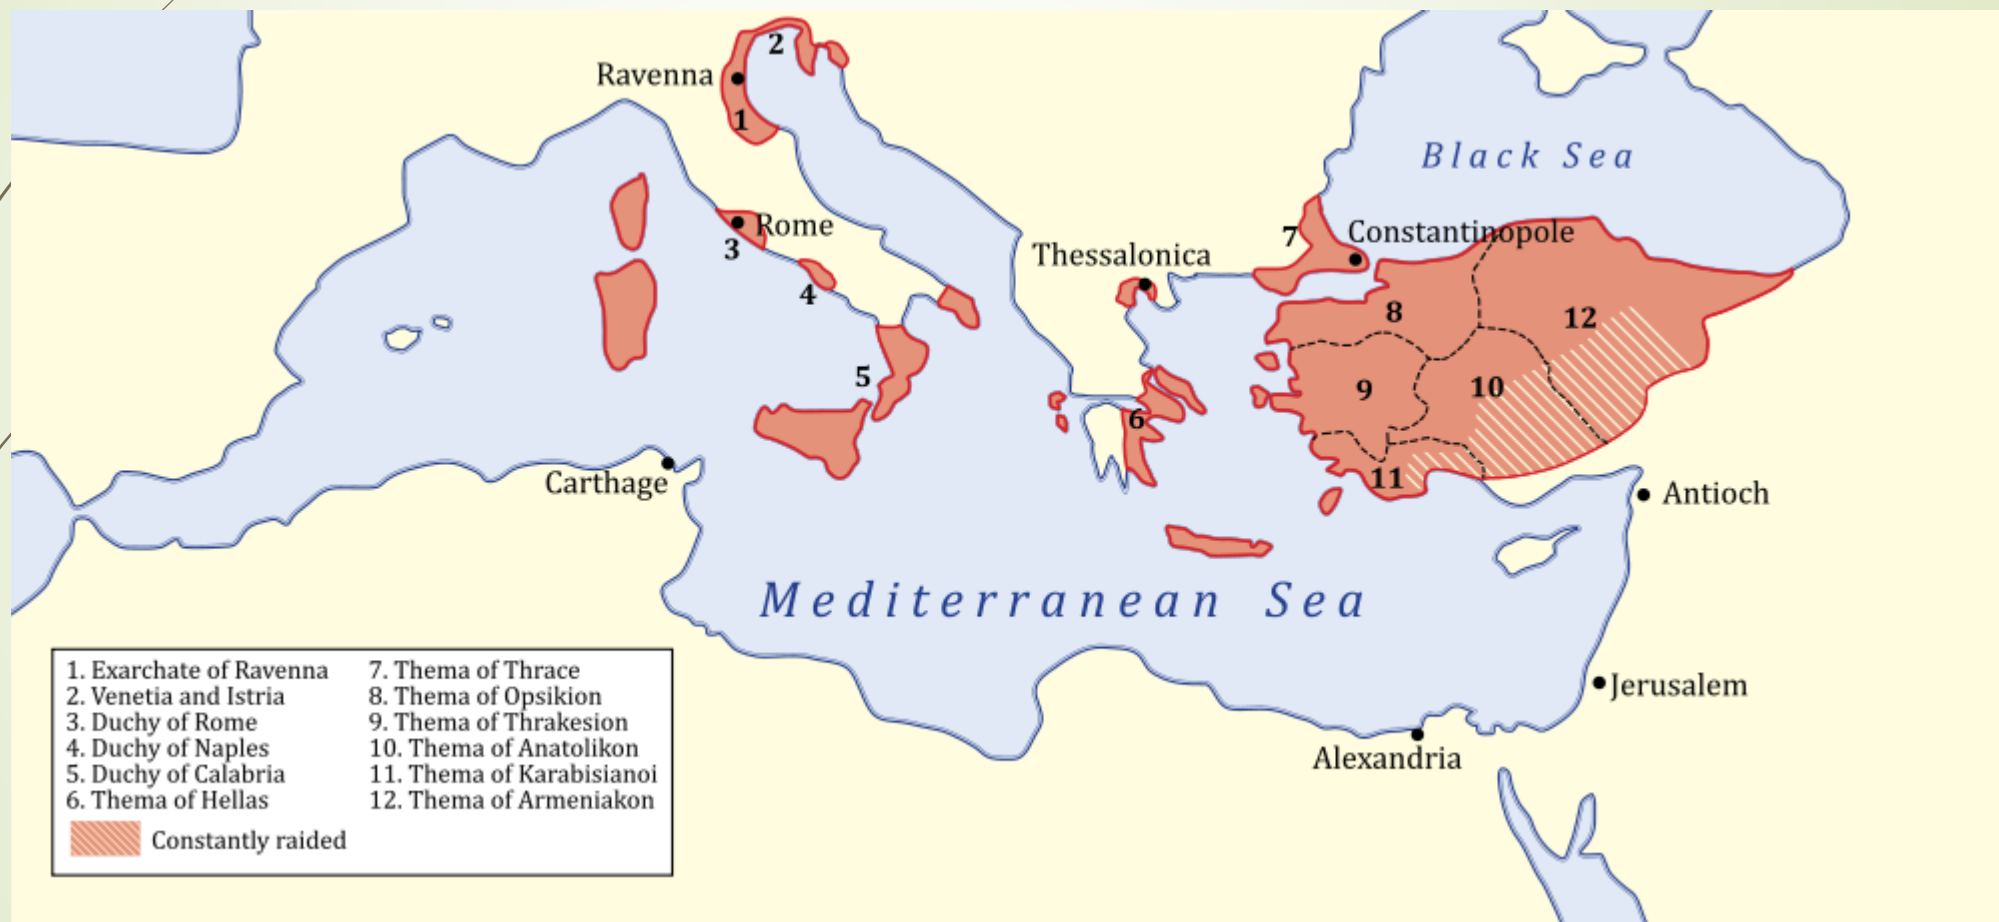 2
Ravenna
1
Black Sea
Rome
3
7
Constantinopole
Thessalonica
4
8
12
5
9
10
6
11
Carthage
Antioch
Mediterranean Sea
Jerusalem
Alexandria
1. Exarchate of Ravenna
2. Venetia and Istria
3. Duchy of Rome
4. Duchy of Naples
5. Duchy of Calabria
6. Thema of Hellas
7. Thema of Thrace
8. Thema of Opsikion
9. Thema of Thrakesion
10. Thema of Anatolikon
11. Thema of Karabisianoi
12. Thema of Armeniakon
Constantly raided